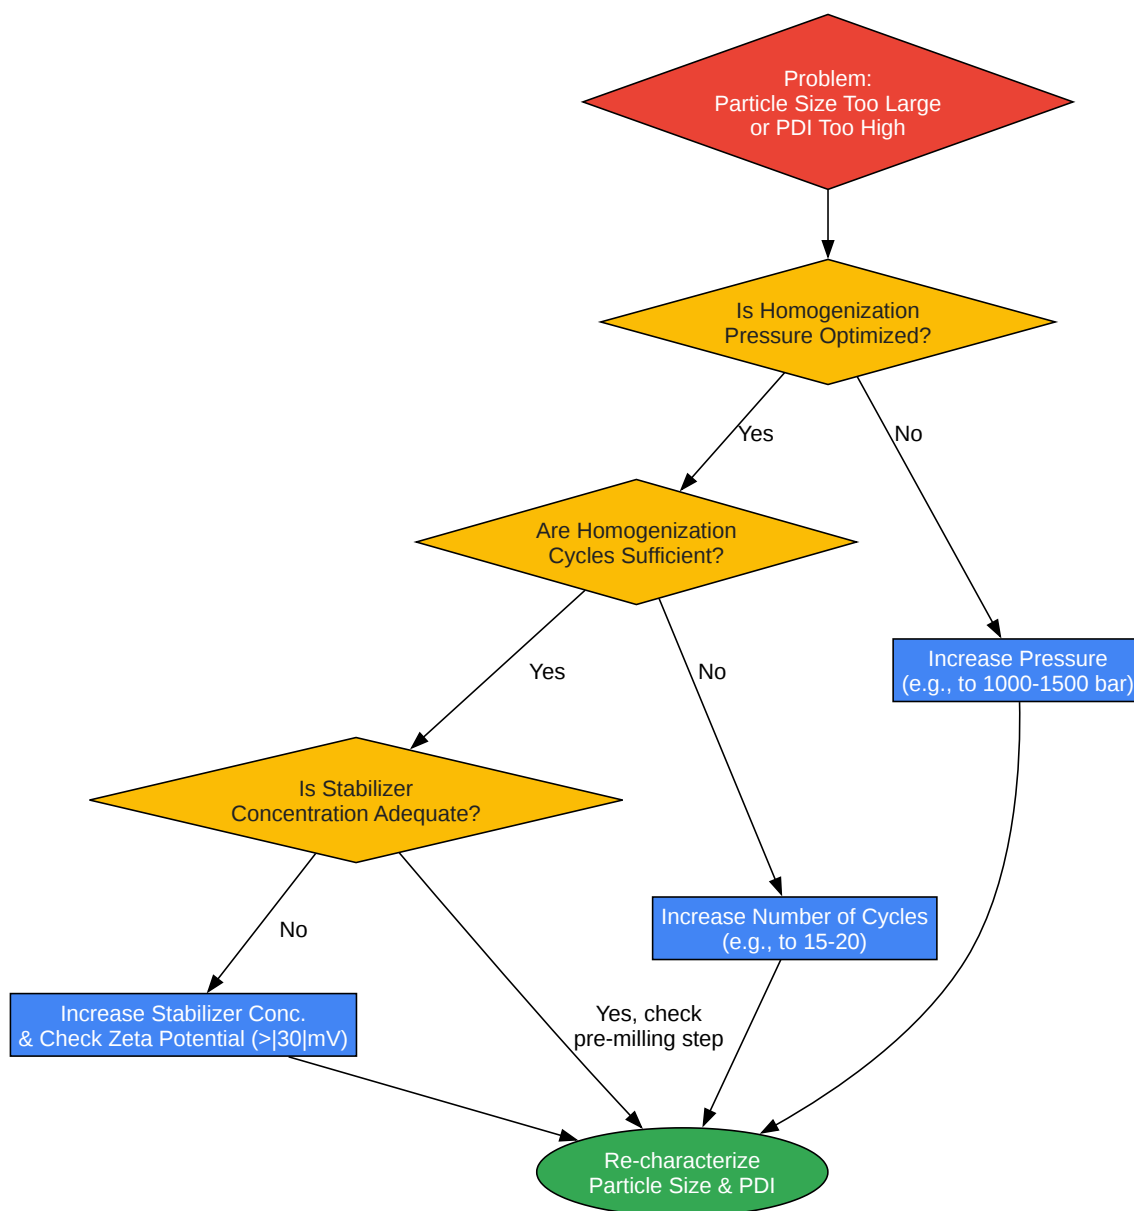 Problem:
Particle Size Too Large
or PDI Too High
Is Homogenization
Pressure Optimized?
Yes
No
Are Homogenization
Cycles Sufficient?
Increase Pressure
(e.g., to 1000-1500 bar)
Yes
No
Is Stabilizer
Concentration Adequate?
Increase Number of Cycles
(e.g., to 15-20)
No
Increase Stabilizer Conc.
& Check Zeta Potential (>|30|mV)
Yes, check
pre-milling step
Re-characterize
Particle Size & PDI